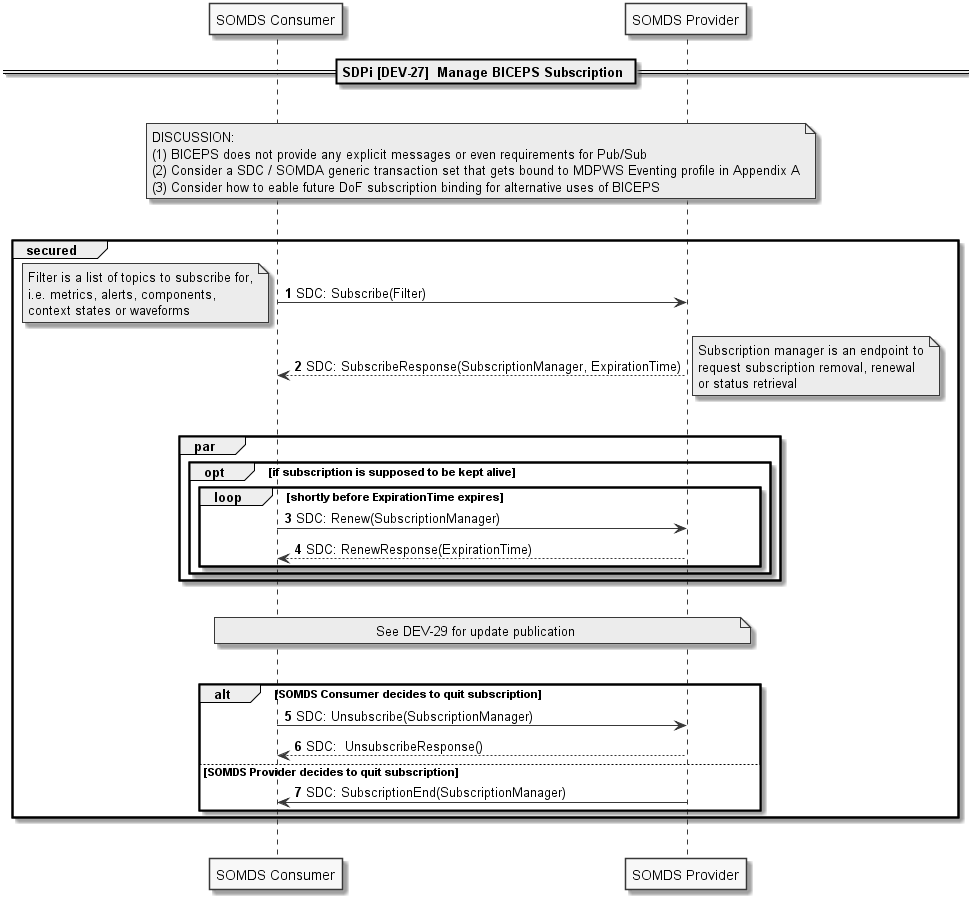 SOMDS Consumer
SOMDS Provider
SDPi [DEV-27]  Manage BICEPS Subscription
DISCUSSION:
(1) BICEPS does not provide any explicit messages or even requirements for Pub/Sub
(2) Consider a SDC / SOMDA generic transaction set that gets bound to MDPWS Eventing profile in Appendix A
(3) Consider how to eable future DoF subscription binding for alternative uses of BICEPS
secured
Filter is a list of topics to subscribe for,
i.e. metrics, alerts, components,
context states or waveforms
1 SDC: Subscribe(Filter)
2 SDC: SubscribeResponse(SubscriptionManager, ExpirationTime)
Subscription manager is an endpoint to
request subscription removal, renewal
or status retrieval
par
opt [if subscription is supposed to be kept alive]
loop [shortly before ExpirationTime expires]
3 SDC: Renew(SubscriptionManager)
4 SDC: RenewResponse(ExpirationTime)
See DEV-29 for update publication
alt [SOMDS Consumer decides to quit subscription]
5 SDC: Unsubscribe(SubscriptionManager)
6 SDC:  UnsubscribeResponse()
[SOMDS Provider decides to quit subscription]
7 SDC: SubscriptionEnd(SubscriptionManager)
SOMDS Consumer
SOMDS Provider